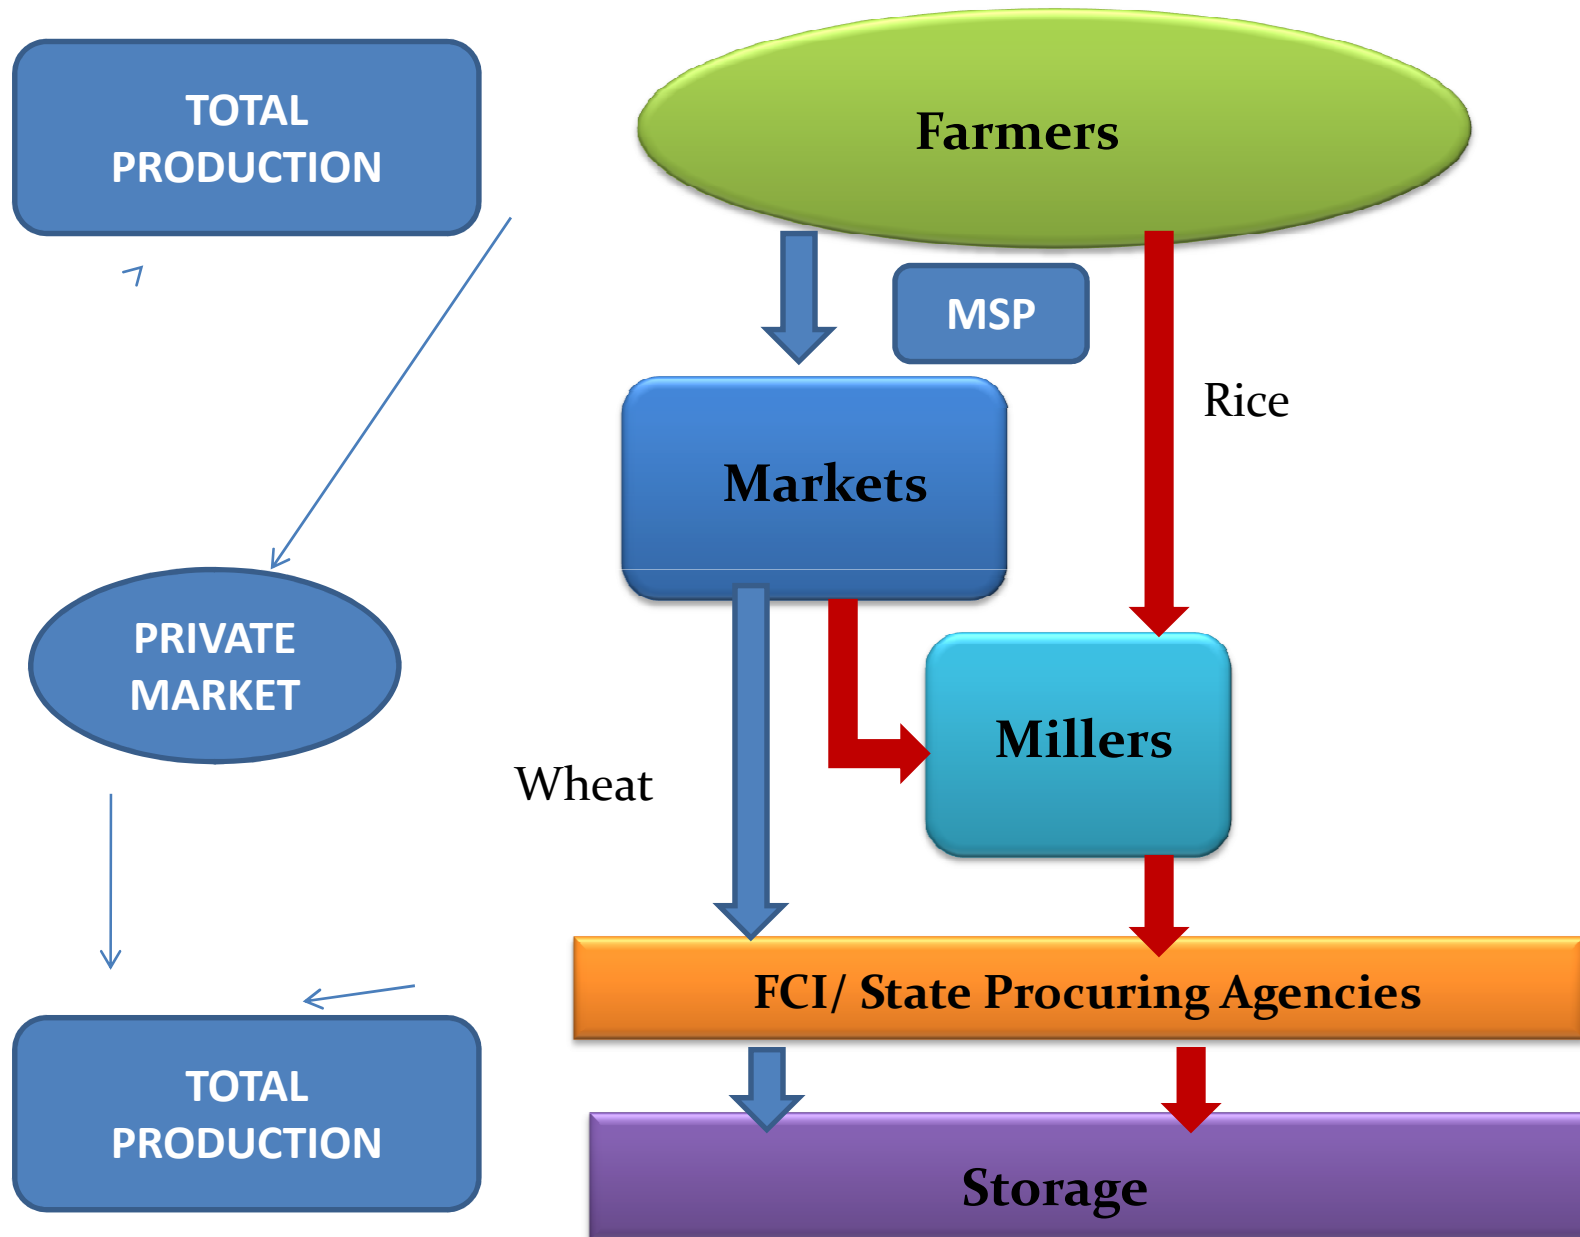 TOTAL
PRODUCTION
Farmers
MSP
Rice
Markets
PRIVATE
MARKET
Millers
Wheat
FCI/ State Procuring Agencies
TOTAL
PRODUCTION
Storage